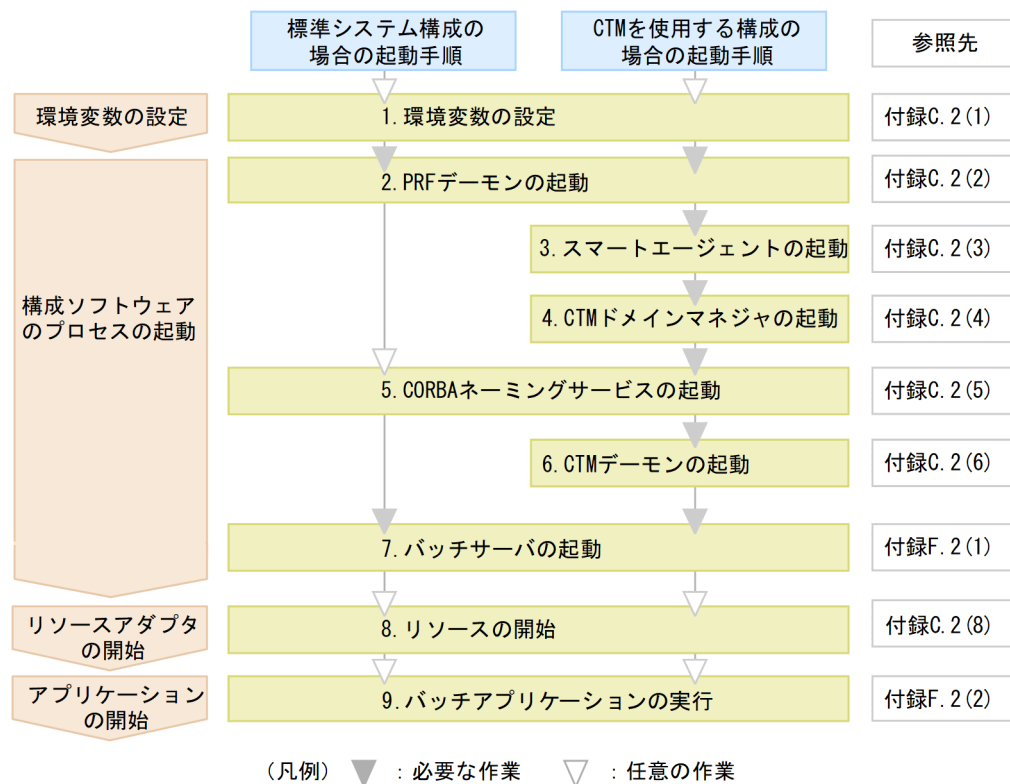 標準システム構成の
場合の起動手順
CTMを使用する構成の
場合の起動手順
参照先
環境変数の設定
1.環境変数の設定
付録C.2(1)
2.PRFデーモンの起動
付録C.2(2)
3.スマートエージェントの起動
付録C.2(3)
構成ソフトウェア
のプロセスの起動
4.CTMドメインマネジャの起動
付録C.2(4)
5.CORBAネーミングサービスの起動
付録C.2(5)
6.CTMデーモンの起動
付録C.2(6)
7.バッチサーバの起動
付録F.2(1)
リソースアダプタ
の開始
8.リソースの開始
付録C.2(8)
アプリケーション
の開始
9.バッチアプリケーションの実行
付録F.2(2)
(凡例) ▼ :必要な作業 ▽ :任意の作業